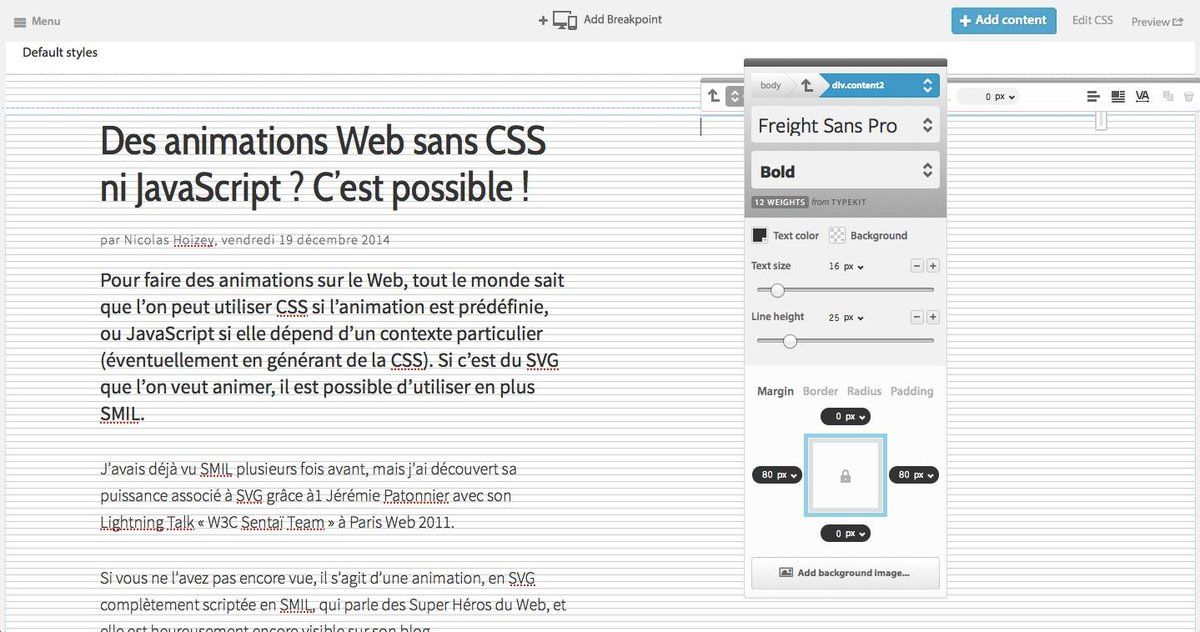 Menu
Add Breakpoint
Add content
Edit CSS
Preview
Default styles
Des animations Web sans CSS
ni JavaScript ? C’est possible !
par Nicolas Hoizey, vendredi 19 décembre 2014
Pour faire des animations sur le Web, tout le monde sait
que l’on peut utiliser CSS si l’animation est prédéfinie,
ou JavaScript si elle dépend d’un contexte particulier
(éventuellement en générant de la CSS). Si c’est du SVG
que l’on veut animer, il est possible d’utiliser en plus
SMIL.
J’avais déjà vu SMIL plusieurs fois avant, mais j’ai découvert sa
puissance associé à SVG grâce à1 Jérémie Patonnier avec son
Lightning Talk « W3C Sentaï Team » à Paris Web 2011.
Si vous ne l’avez pas encore vue, il s’agit d’une animation, en SVG
complètement scriptée en SMIL, qui parle des Super Héros du Web, et
elle est heureusement encore visible sur son blog.
body
div.content2
0 px
VA
Freight Sans Pro
Bold
12 WEIGHTS from TYPEKIT
Text color
Background
Text size 16 px
Line height 25 px
Margin Border Radius Padding
0 px
80 px
80 px
0 px
Add background image...